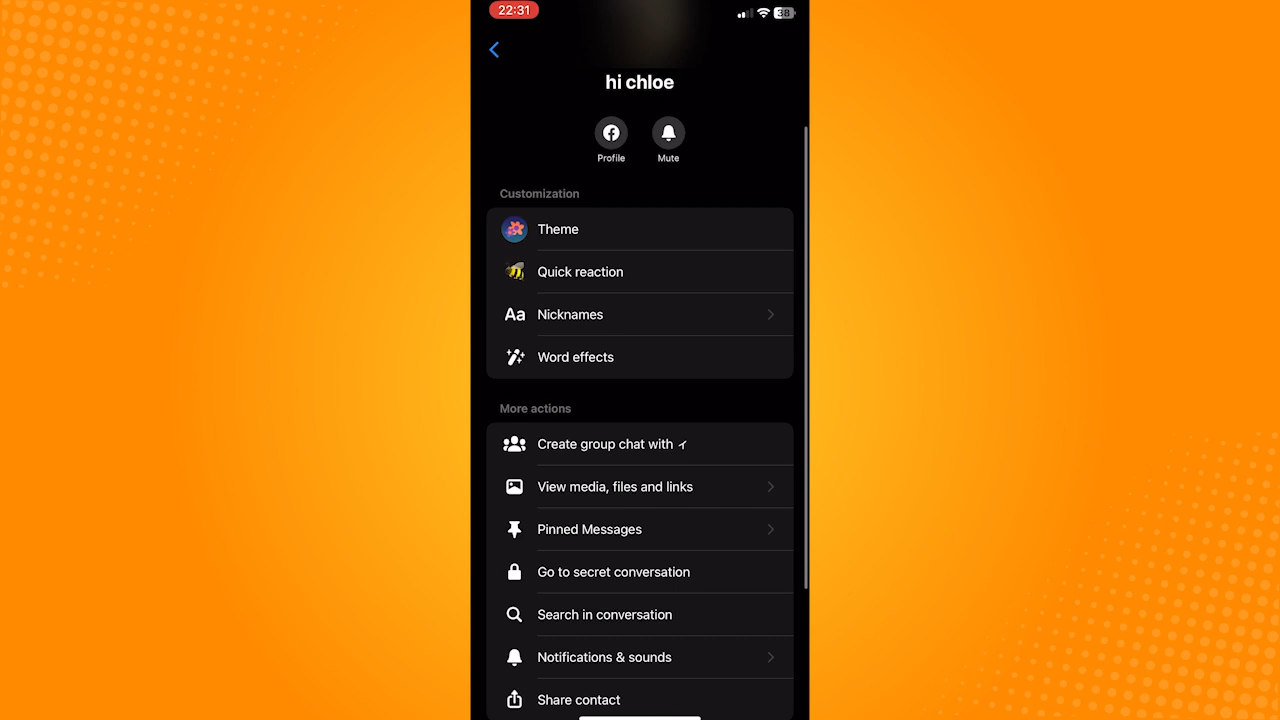 22:31
38
hi chloe
Profile
Mute
Customization
Theme
Quick reaction
Aa
Nicknames
Word effects
More actions
Create group chat with イ
View media, files and links
Pinned Messages
Go to secret conversation
Search in conversation
Notifications & sounds
Share contact